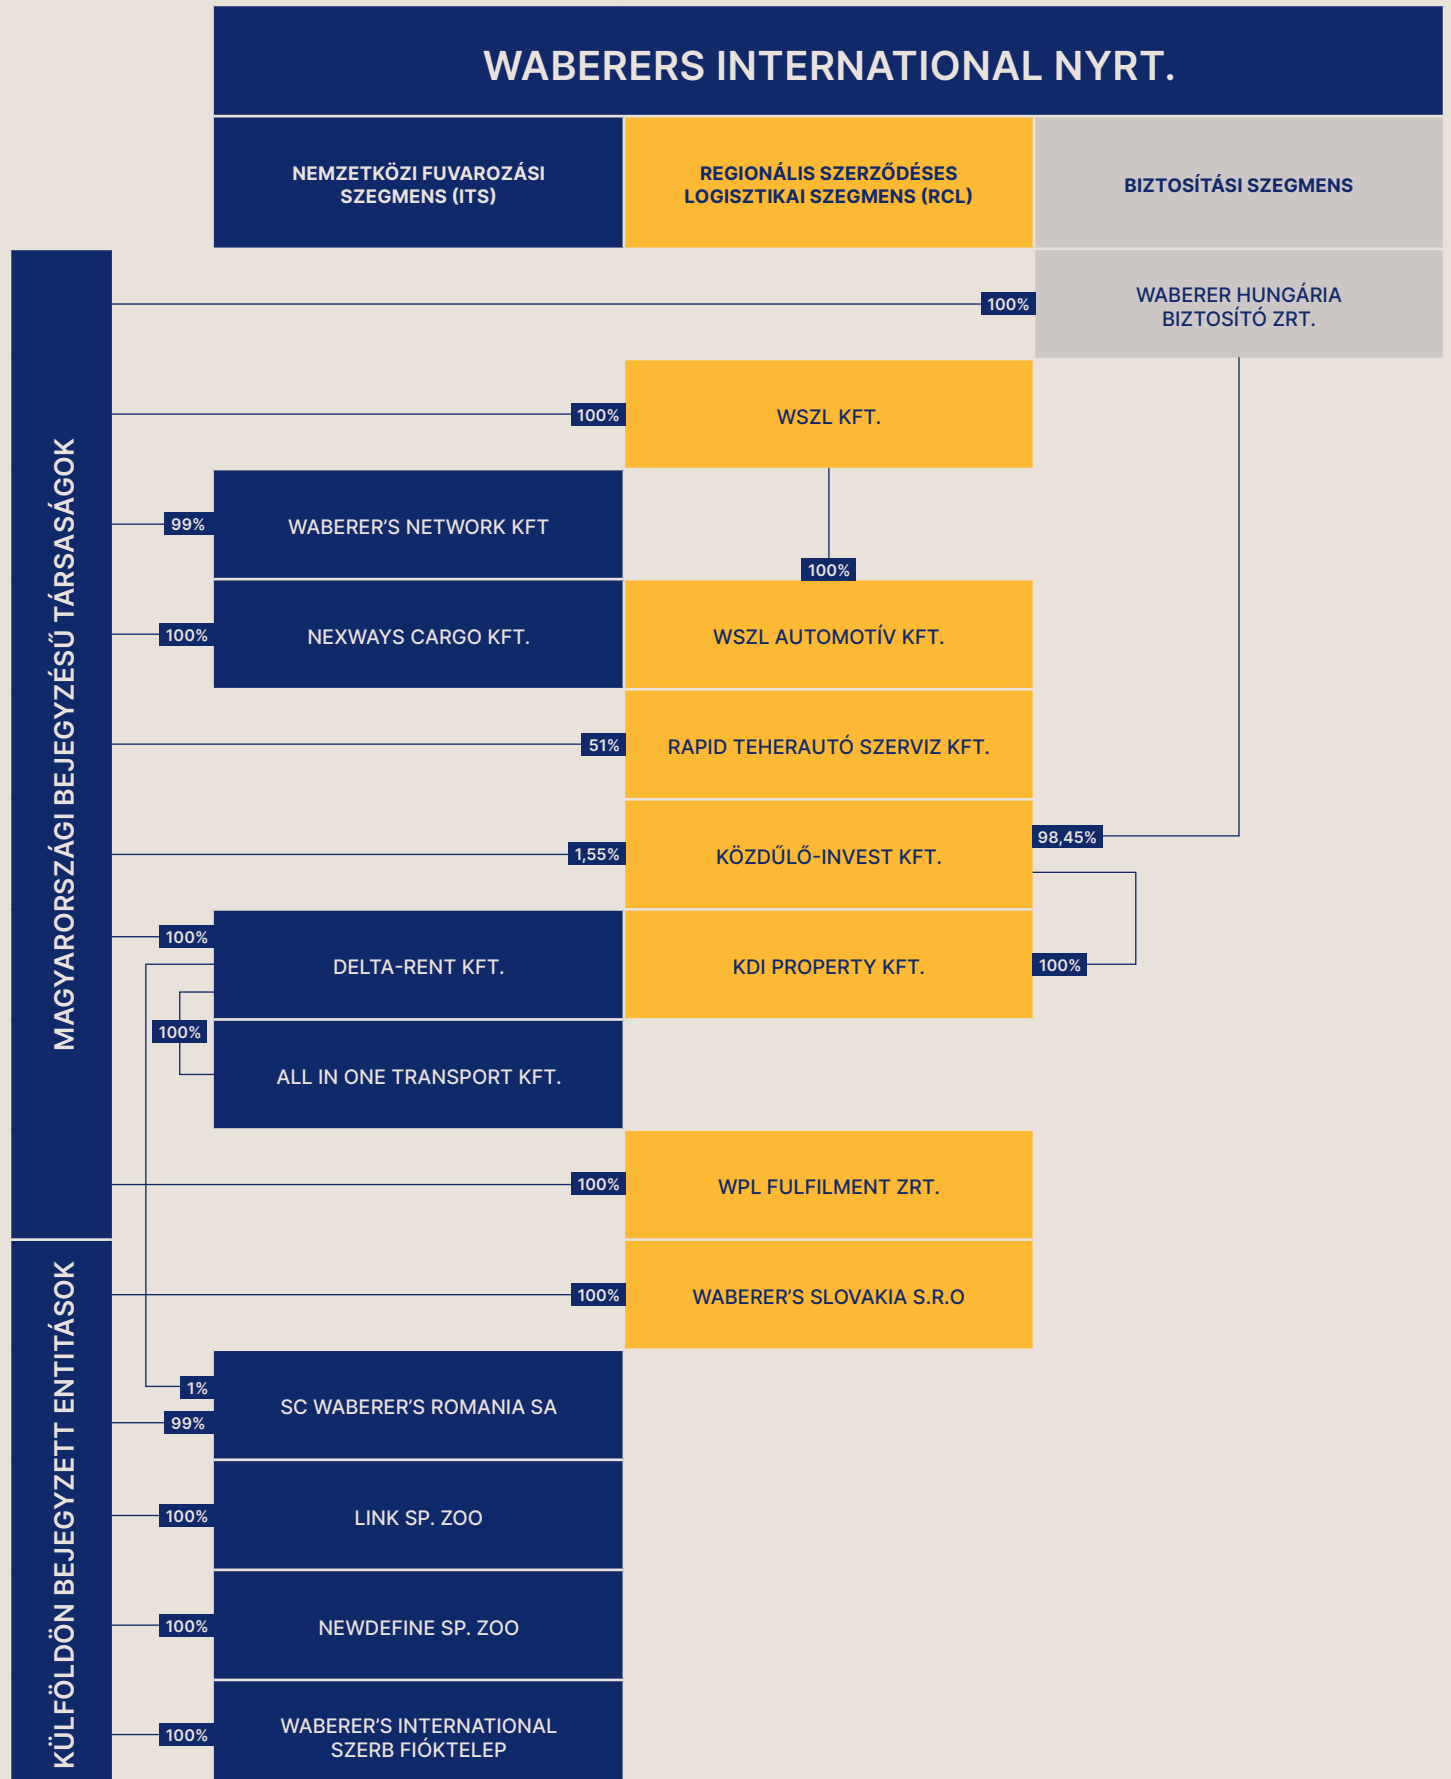 WABERERS INTERNATIONAL NYRT.
NEMZETKÖZI FUVAROZÁSI
SZEGMENS (ITS)
REGIONÁLIS SZERZŐDÉSES
LOGISZTIKAI SZEGMENS (RCL)
BIZTOSÍTÁSI SZEGMENS
MAGYARORSZÁGI BEJEGYZÉSŰ TÁRSASÁGOK
100%
WABERER HUNGÁRIA
BIZTOSÍTÓ ZRT.
100%
WSZL KFT.
99%
WABERER’S NETWORK KFT
100%
100%
NEXWAYS CARGO KFT.
WSZL AUTOMOTÍV KFT.
51%
RAPID TEHERAUTÓ SZERVIZ KFT.
1,55%
KÖZDŰLŐ-INVEST KFT.
98,45%
100%
DELTA-RENT KFT.
KDI PROPERTY KFT.
100%
100%
ALL IN ONE TRANSPORT KFT.
100%
WPL FULFILMENT ZRT.
KÜLFÖLDÖN BEJEGYZETT ENTITÁSOK
100%
WABERER’S SLOVAKIA S.R.O
1%
99%
SC WABERER’S ROMANIA SA
100%
LINK SP. ZOO
100%
NEWDEFINE SP. ZOO
100%
WABERER’S INTERNATIONAL
SZERB FIÓKTELEP